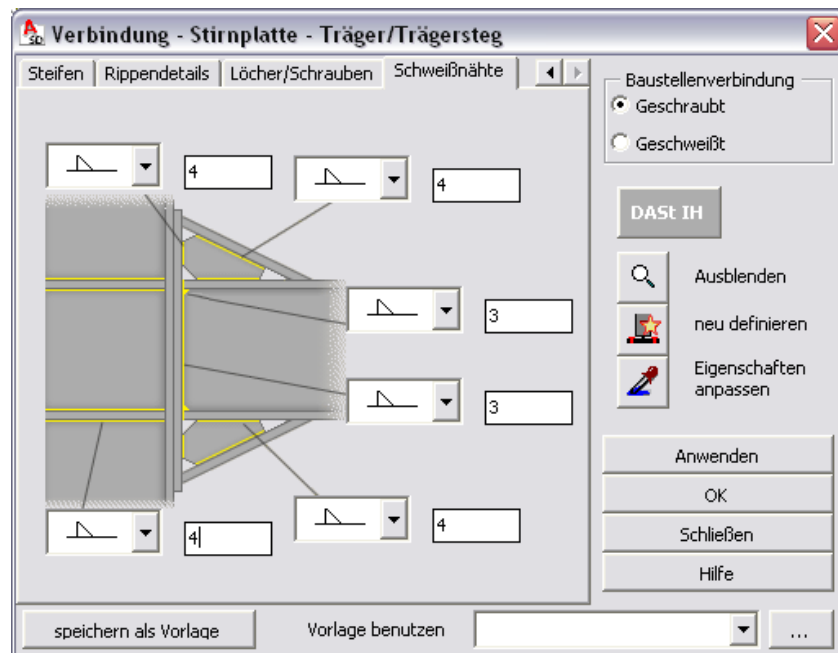 Verbindung - Stirnplatte - Träger/Trägersteg
Steifen
Rippendetails
Löcher/Schrauben
Schweißnähte
4
4
3
3
4
4
Baustellenverbindung
Geschraubt
Geschweißt
DASt IH
Ausblenden
neu definieren
Eigenschaften
anpassen
Anwenden
OK
Schließen
Hilfe
speichern als Vorlage
Vorlage benutzen
...